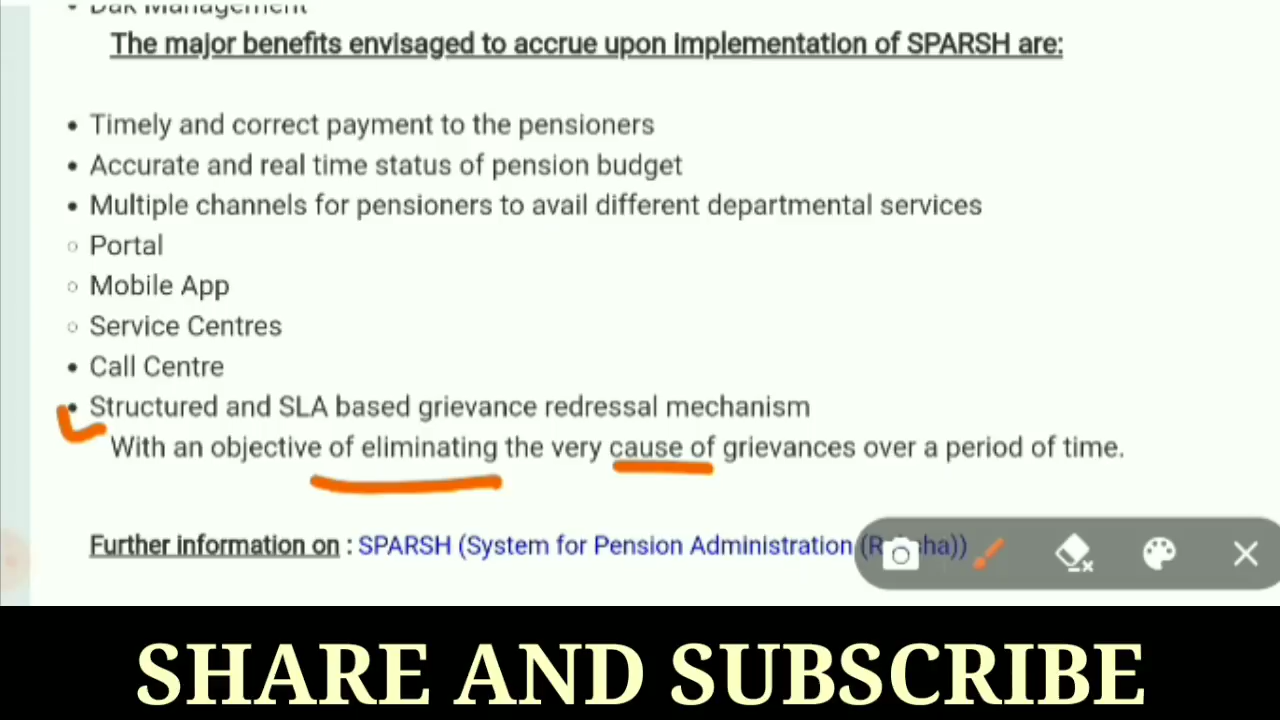 The major benefits envisaged to accrue upon implementation of SPARSH are:
• Timely and correct payment to the pensioners
• Accurate and real time status of pension budget
• Multiple channels for pensioners to avail different departmental services
○ Portal
○ Mobile App
○ Service Centres
• Call Centre
• Structured and SLA based grievance redressal mechanism
With an objective of eliminating the very cause of grievances over a period of time.
Further information on : SPARSH (System for Pension Administration
SHARE AND SUBSCRIBE